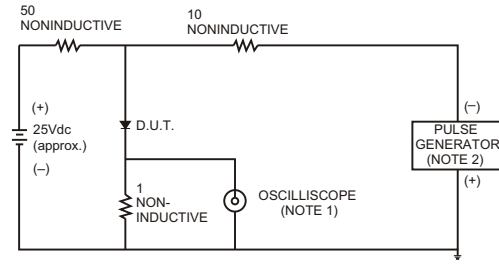 50
NONINDUCTIVE
10
NONINDUCTIVE
(+)
25Vdc
(approx.)
(–)
D.U.T.
1
NON-
INDUCTIVE
OSCILLISCOPE
(NOTE 1)
(–)
PULSE
GENERATOR
(NOTE 2)
(+)